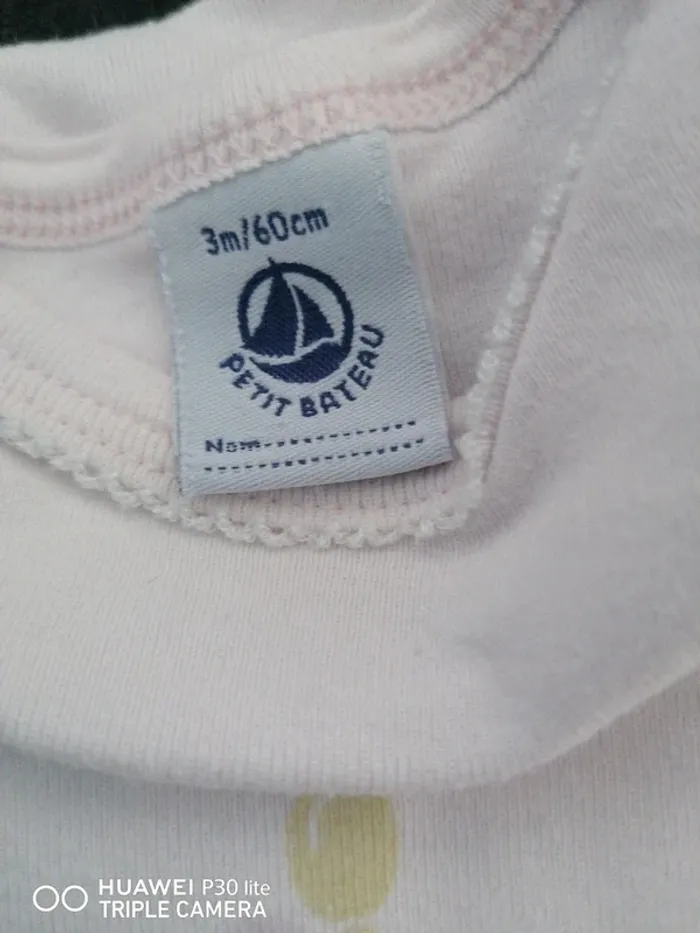 3m/60cm
PETIT BATEAU
Nom
HUAWEI P30 lite
TRIPLE CAMERA